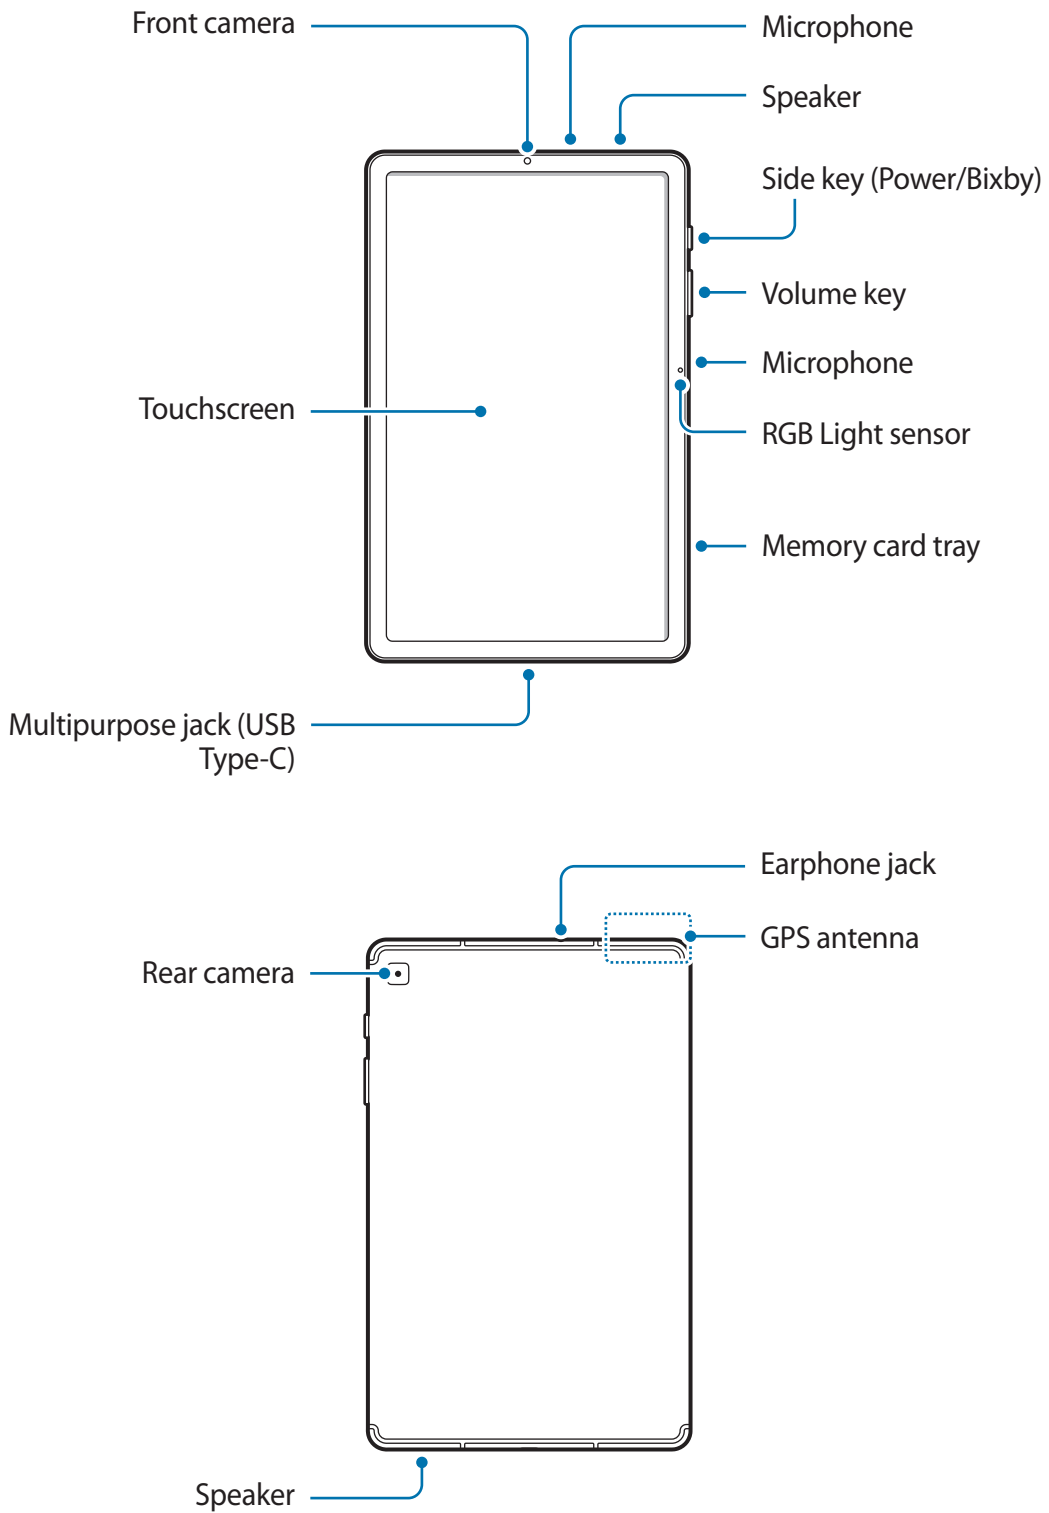 Front camera
Microphone
Speaker
Side key (Power/Bixby)
Volume key
Microphone
Touchscreen
RGB Light sensor
Memory card tray
Multipurpose jack (USB
Type-C)
Earphone jack
GPS antenna
Rear camera
Speaker